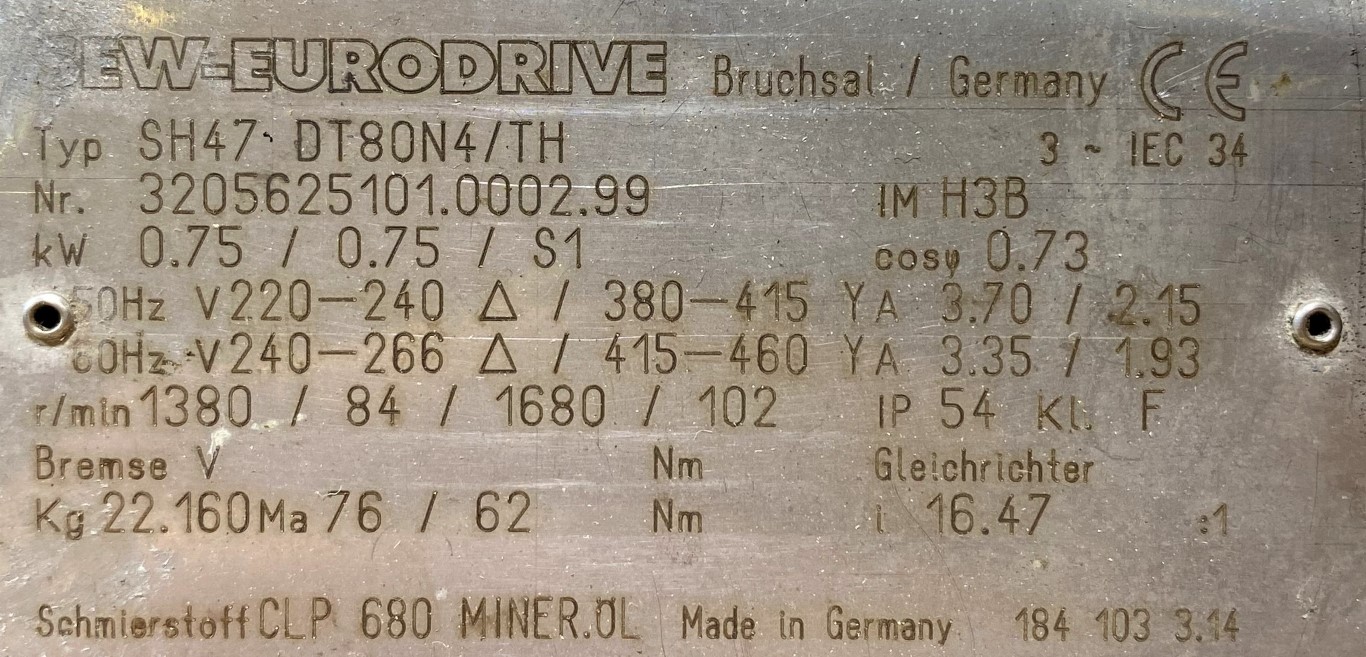 EW-EURODRIVE Bruchsal / Germany CE
Typ SH47 DT80N4/TH 3 ~ IEC 34
Nr. 3205625101.0002.99 IM H3B
kW 0.75 / 0.75 / S1 cosφ 0.73
50Hz V 220-240 Δ / 380-415 Y A 3.70 / 2.15
60Hz V 240-266 Δ / 415-460 Y A 3.35 / 1.93
r/min 1380 / 84 / 1680 / 102 IP 54 Kl. F
Bremse V Nm Gleichrichter
Kg 22.160 Ma 76 / 62 Nm i 16.47 :1
Schmierstoff CLP 680 MINER.ÖL Made in Germany 184 103 3.14